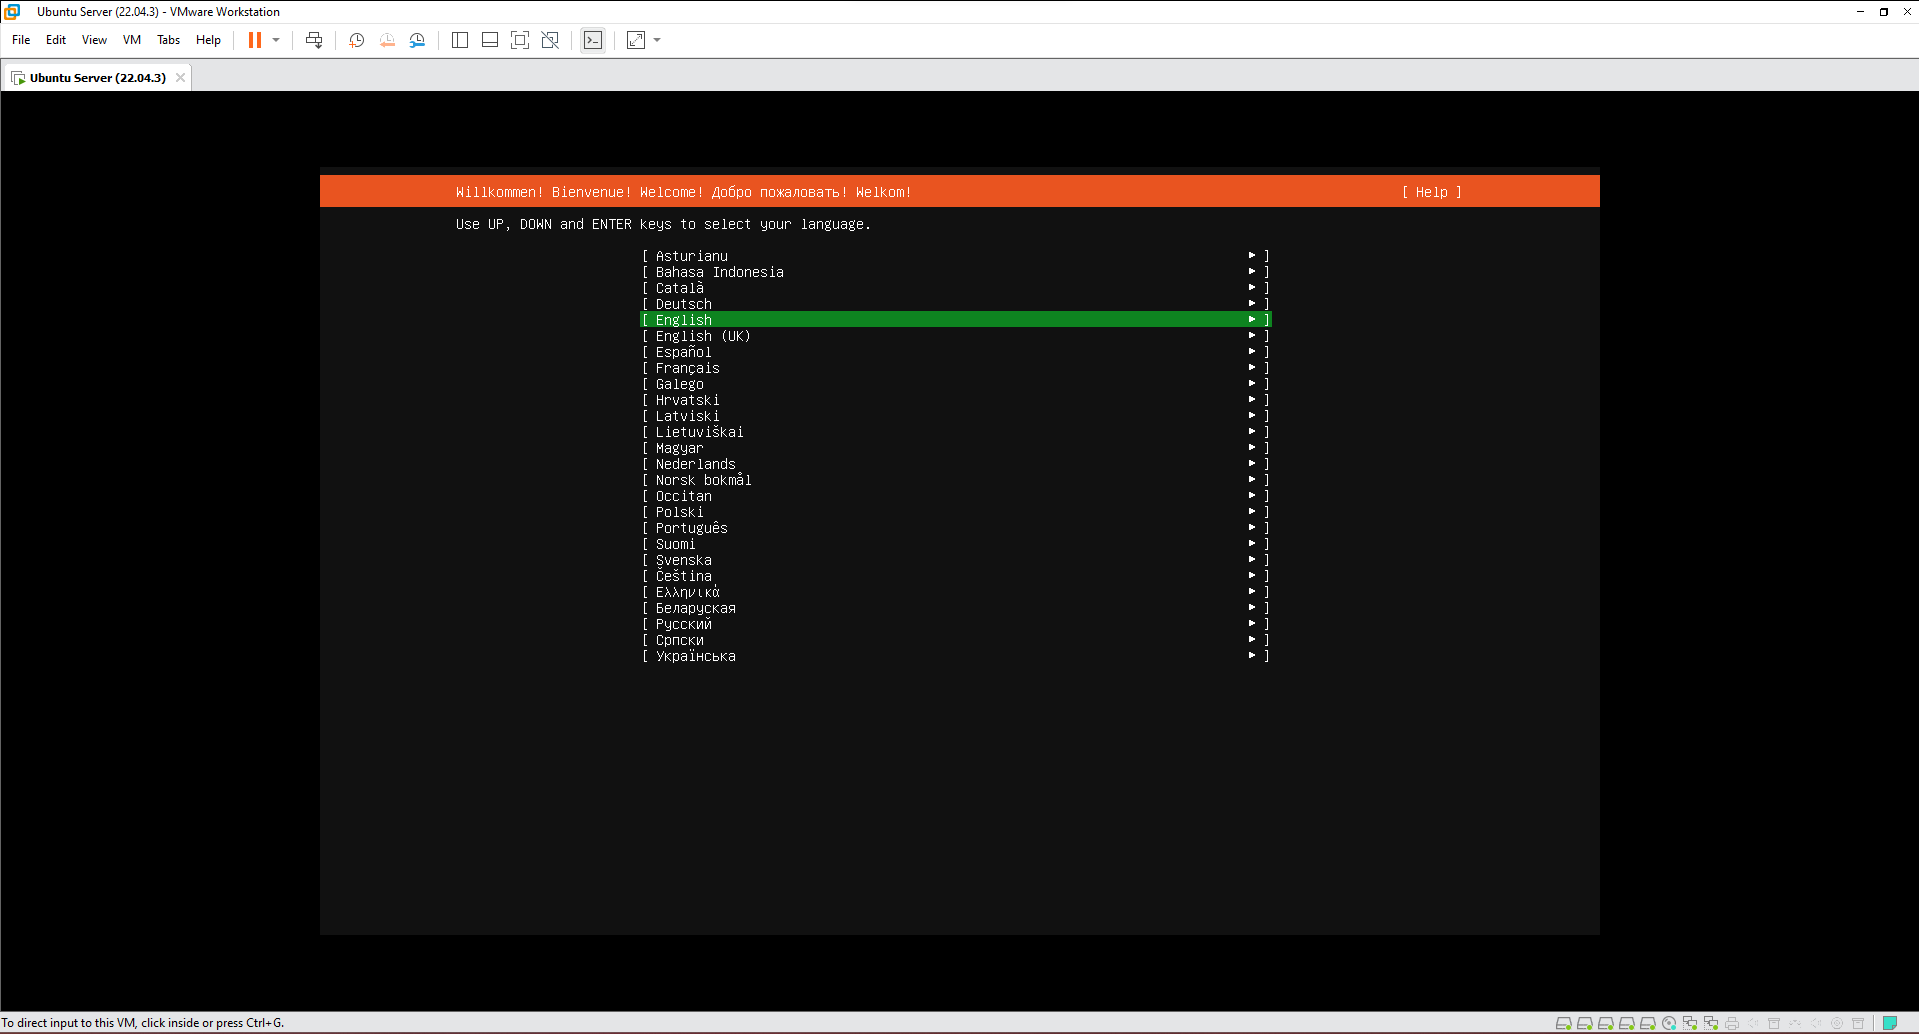 Ubuntu Server (22.04.3) - VMware Workstation
File Edit View VM Tabs Help
Ubuntu Server (22.04.3)
Willkommen! Bienvenue! Welcome! Добро пожаловать! Welkom! [ Help ]
Use UP, DOWN and ENTER keys to select your language.
[ Asturianu ► ]
[ Bahasa Indonesia ► ]
[ Català ► ]
[ Deutsch ► ]
[ English ► ]
[ English (UK) ► ]
[ Español ► ]
[ Français ► ]
[ Galego ► ]
[ Hrvatski ► ]
[ Latviski ► ]
[ Lietuviškai ► ]
[ Magyar ► ]
[ Nederlands ► ]
[ Norsk bokmål ► ]
[ Occitan ► ]
[ Polski ► ]
[ Português ► ]
[ Suomi ► ]
[ Svenska ► ]
[ Čeština ► ]
[ Ελληνικά ► ]
[ Беларуская ► ]
[ Русский ► ]
[ Српски ► ]
[ Українська ► ]
To direct input to this VM, click inside or press Ctrl+G.